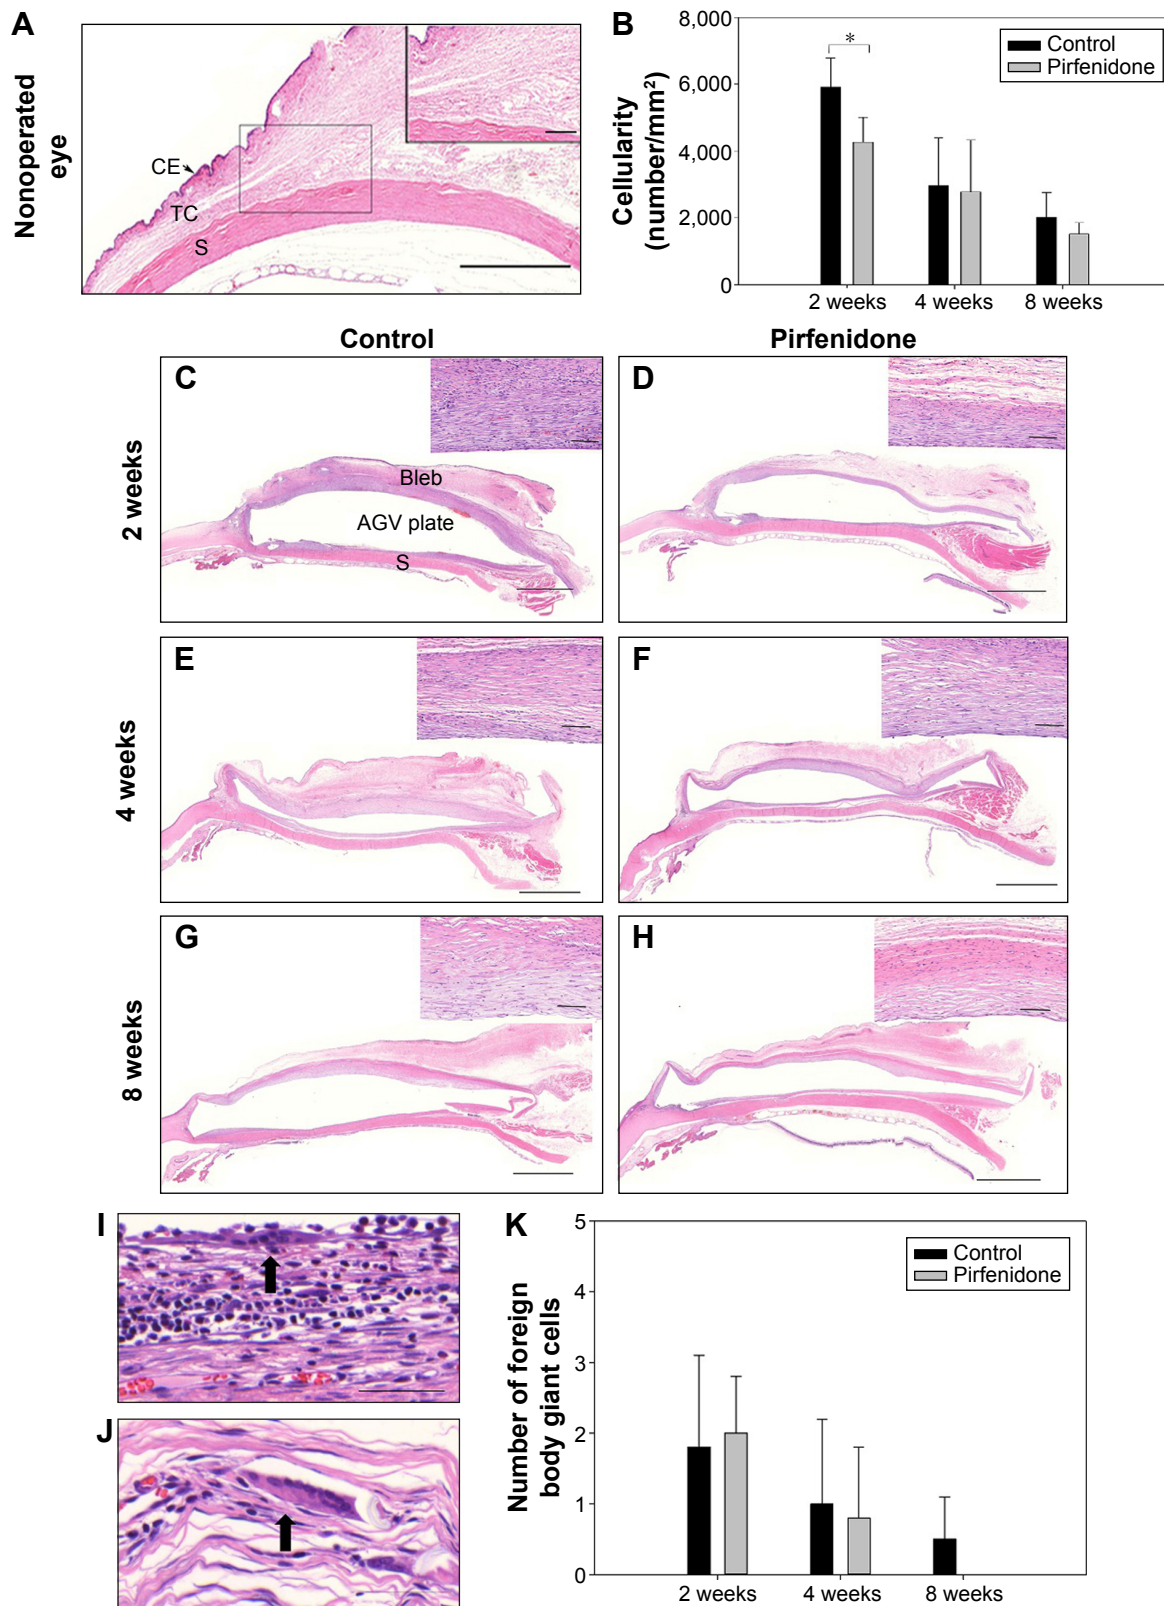 A
Nonoperated
eye
CE
TC
S
B
Cellularity
(number/mm²)
8,000
6,000
4,000
2,000
0
*
Control
Pirfenidone
2 weeks
4 weeks
8 weeks
Control
Pirfenidone
2 weeks
C
Bleb
AGV plate
S
D
4 weeks
E
F
8 weeks
G
H
I
J
K
Number of foreign
body giant cells
5
4
3
2
1
0
Control
Pirfenidone
2 weeks
4 weeks
8 weeks